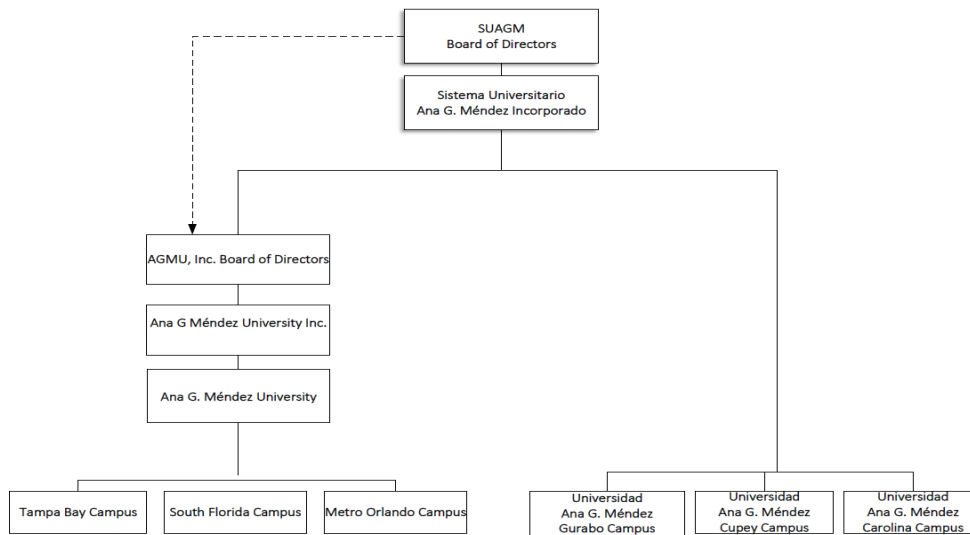 SUAGM
Board of Directors
Sistema Universitario
Ana G. Méndez Incorporado
AGMU, Inc. Board of Directors
Ana G Méndez University Inc.
Ana G. Méndez University
Tampa Bay Campus
South Florida Campus
Metro Orlando Campus
Universidad
Ana G. Méndez
Gurabo Campus
Universidad
Ana G. Méndez
Cupey Campus
Universidad
Ana G. Méndez
Carolina Campus